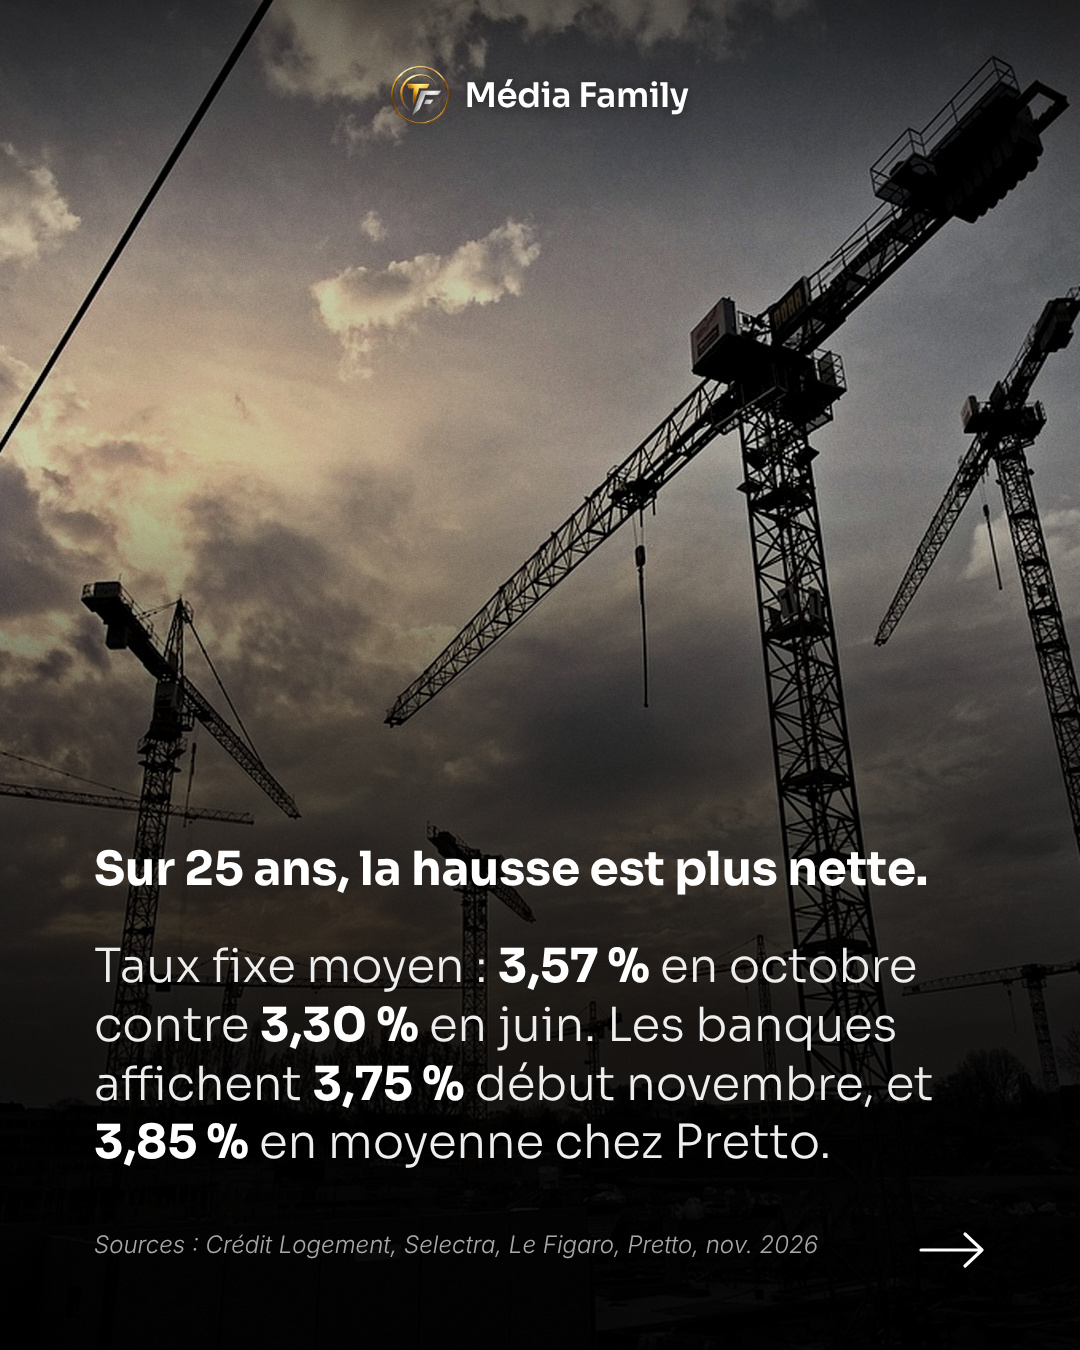 Média Family
Sur 25 ans, la hausse est plus nette.
Taux fixe moyen : 3,57 % en octobre
contre 3,30 % en juin. Les banques
affichent 3,75 % début novembre, et
3,85 % en moyenne chez Pretto.
Sources : Crédit Logement, Selectra, Le Figaro, Pretto, nov. 2026